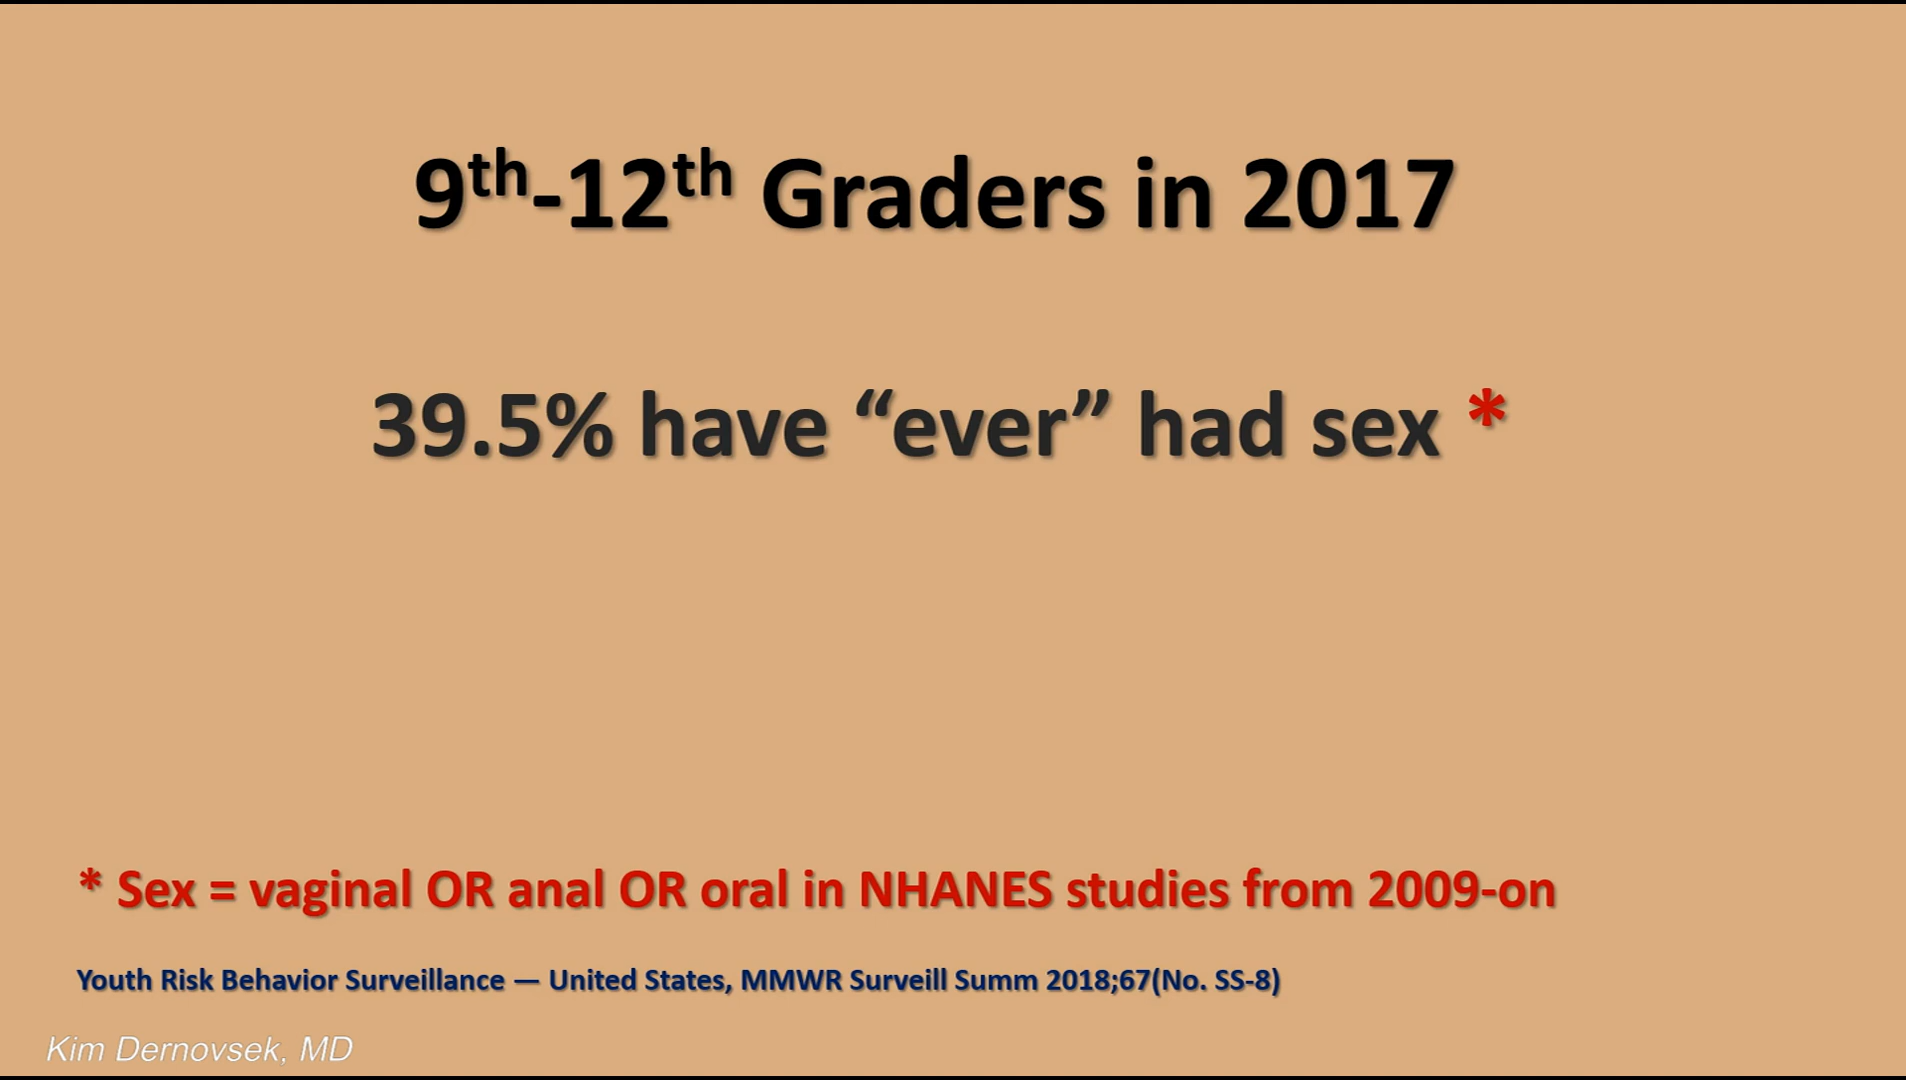 9th-12th Graders in 2017
39.5% have “ever” had sex *
* Sex = vaginal OR anal OR oral in NHANES studies from 2009-on
Youth Risk Behavior Surveillance — United States, MMWR Surveill Summ 2018;67(No. SS-8)
Kim Dernovsek, MD